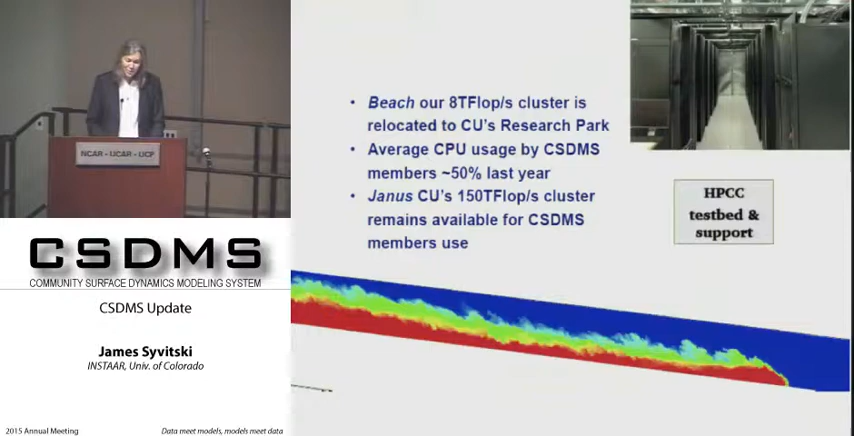 NCAR - UCAR - UCP
CSDMS
COMMUNITY SURFACE DYNAMICS MODELING SYSTEM
CSDMS Update
James Syvitski
INSTAAR, Univ. of Colorado
2015 Annual Meeting
Data meet models, models meet data
• Beach our 8TFlop/s cluster is
relocated to CU's Research Park
• Average CPU usage by CSDMS
members ~50% last year
• Janus CU's 150TFlop/s cluster
remains available for CSDMS
members use
HPCC
testbed &
support